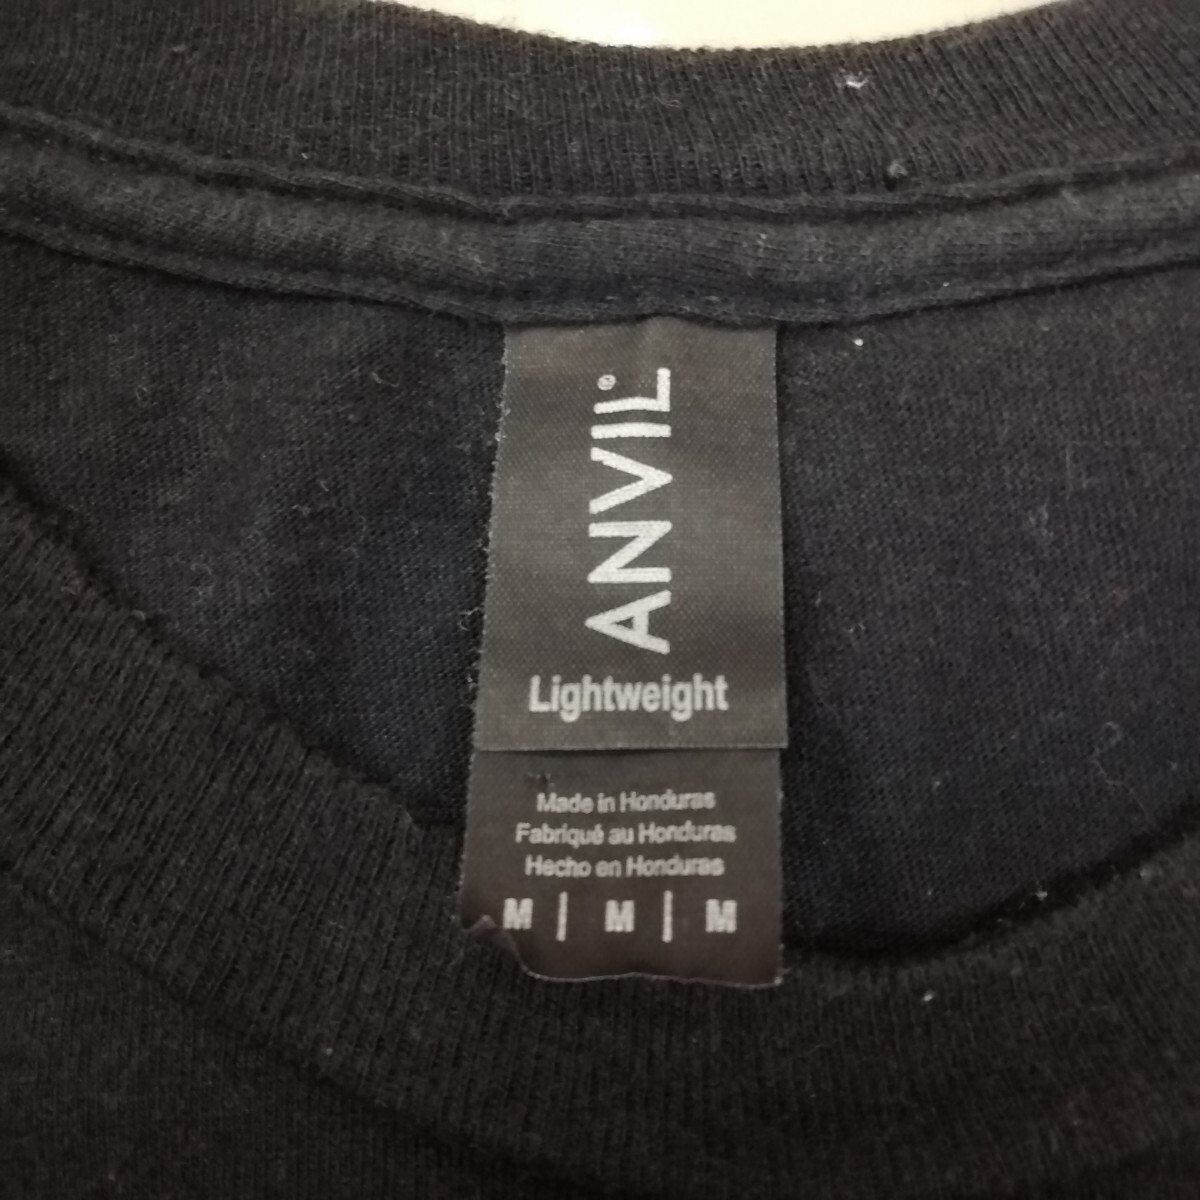 ANVIL®
Lightweight
Made in Honduras
Fabriqué au Honduras
Hecho en Honduras
M | M | M